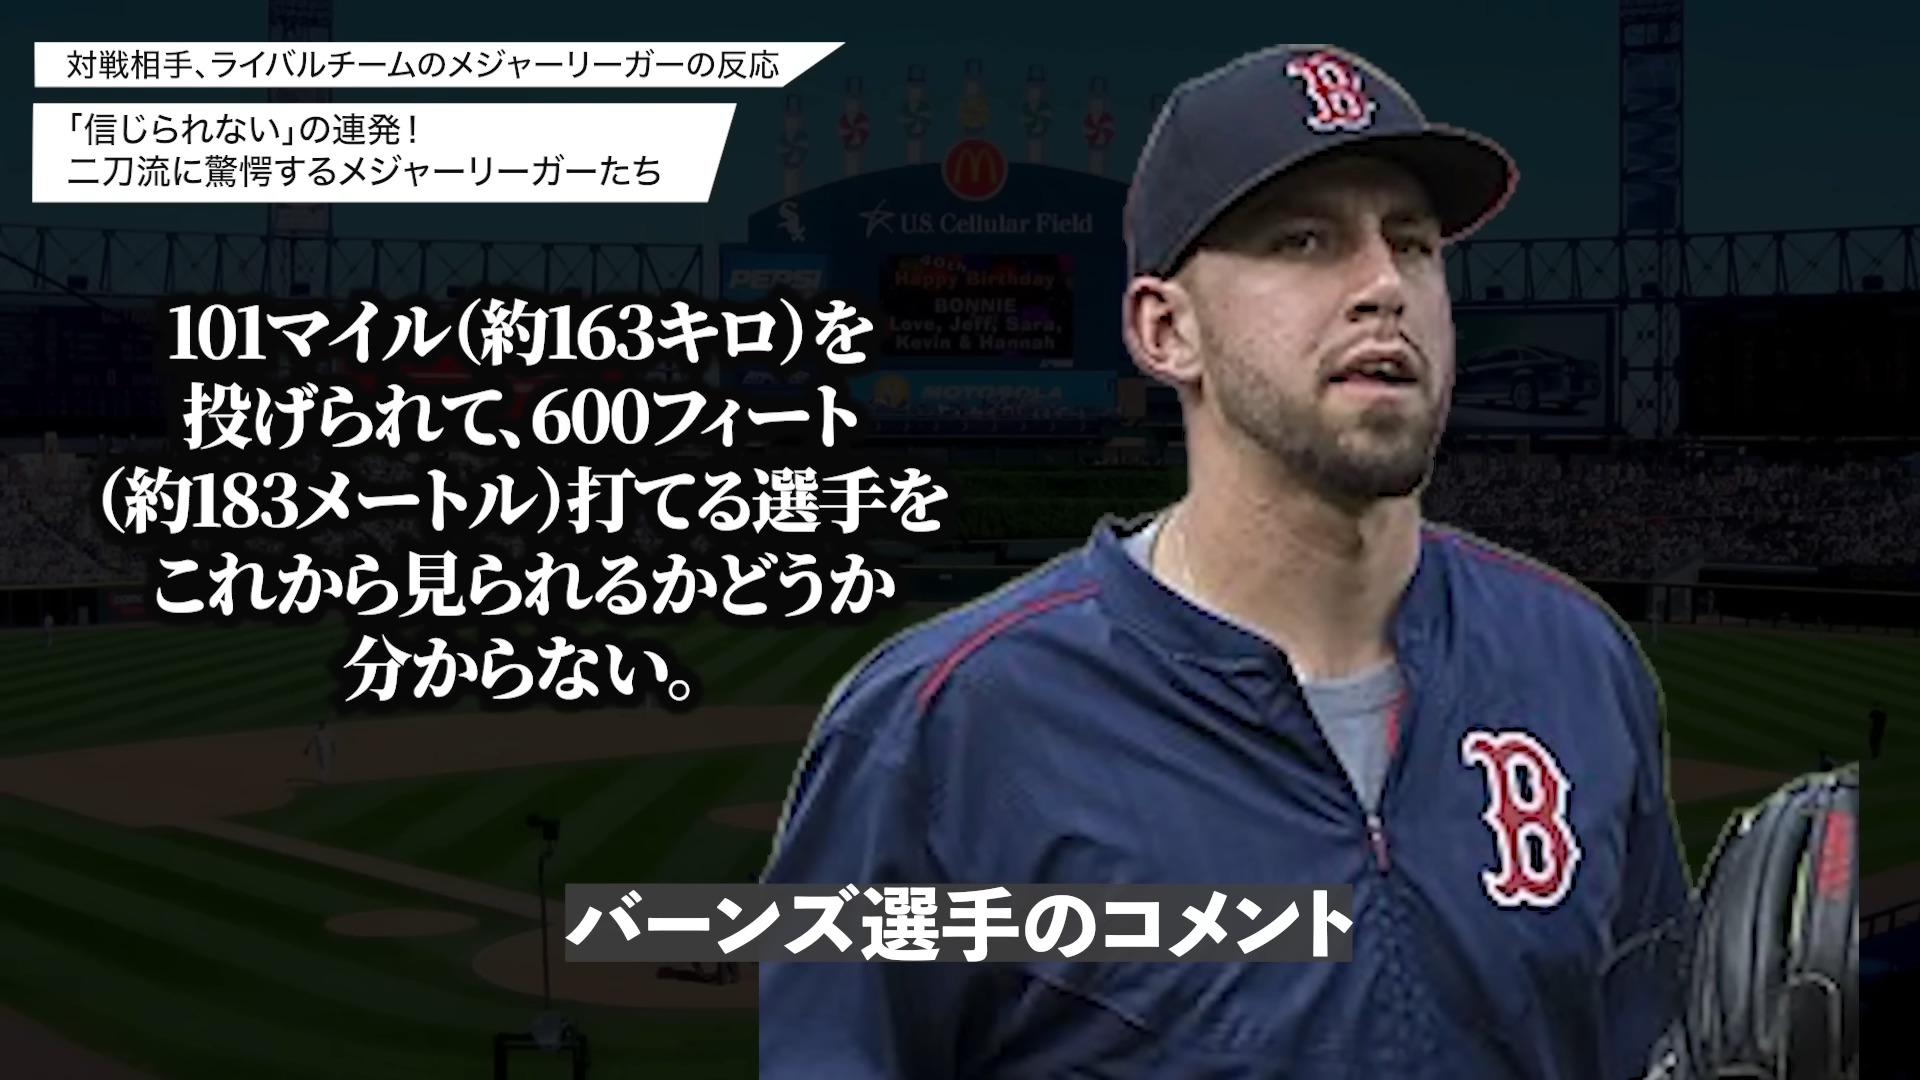 対戦相手、ライバルチームのメジャーリーガーの反応
「信じられない」の連発！
二刀流に驚愕するメジャーリーガーたち
101マイル（約163キロ）を
投げられて、600フィート
（約183メートル）打てる選手を
これから見られるかどうか
分からない。
バーンズ選手のコメント
B
B
SOX
U.S. Cellular Field
PEPSI
40th
Happy Birthday
BONNIE
Love, Jeff, Sara,
Kevin & Hannah
MOTOROLA